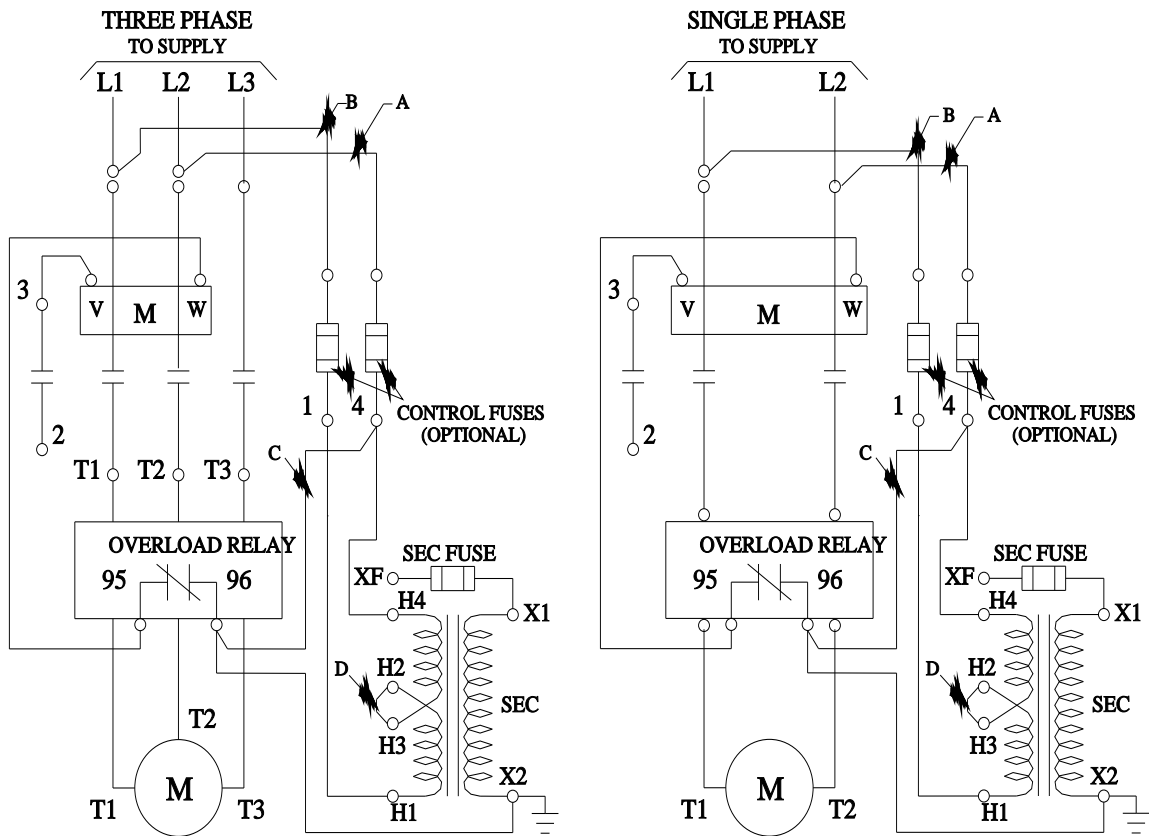 THREE PHASE
TO SUPPLY
L1 L2 L3
B A
3
V M W
1 4
CONTROL FUSES
(OPTIONAL)
2
C
T1 T2 T3
OVERLOAD RELAY
95 96
SEC FUSE
XF
H4 X1
D H2
SEC
H3
T2
X2
T1 M T3
H1
SINGLE PHASE
TO SUPPLY
L1 L2
B A
3
V M W
1 4
CONTROL FUSES
(OPTIONAL)
2
C
OVERLOAD RELAY
95 96
SEC FUSE
XF
H4 X1
D H2
SEC
H3
X2
T1 M T2
H1